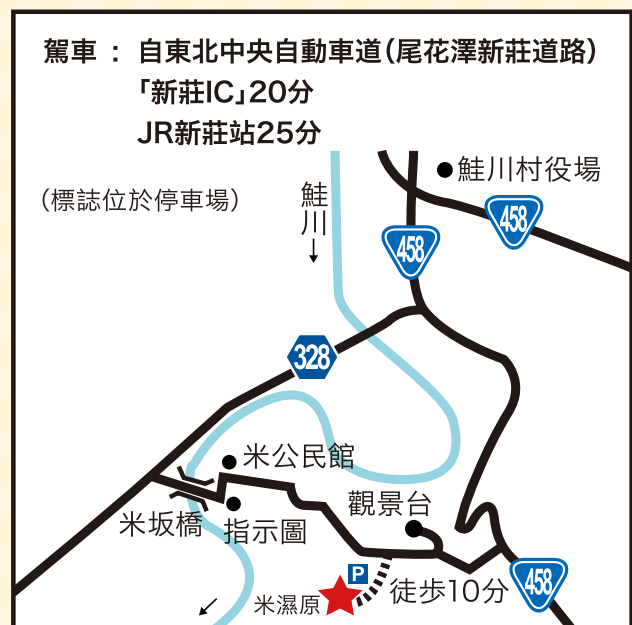 駕車 : 自東北中央自動車道(尾花澤新莊道路)
「新莊IC」20分
JR新莊站25分
鮭川村役場
(標誌位於停車場)
鮭川
458
458
328
米公民館
觀景台
米坂橋
指示圖
P
徒歩10分
458
米濕原